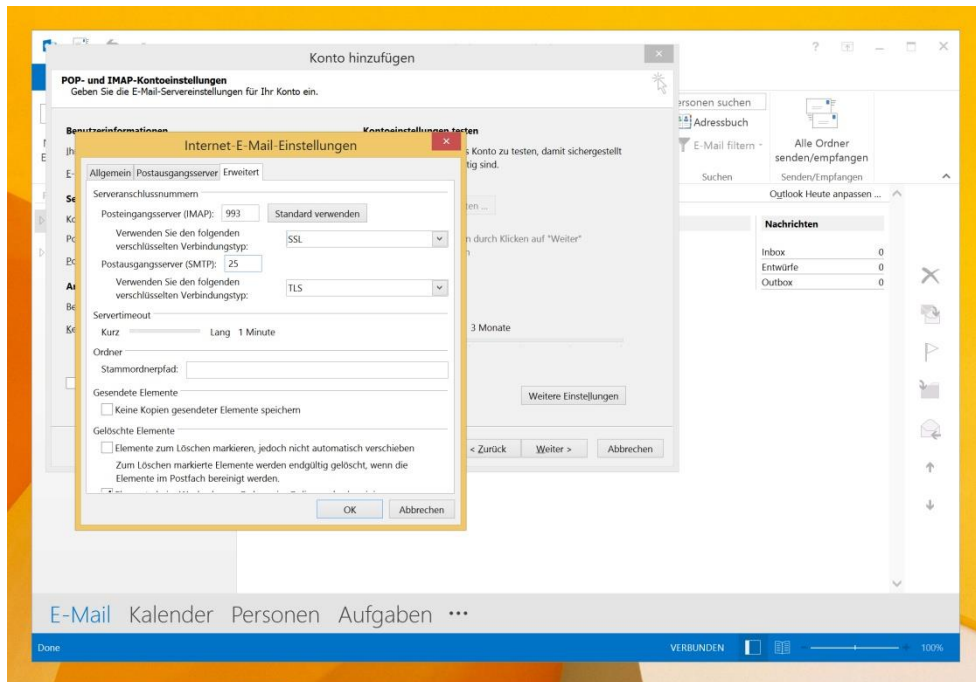 Konto hinzufügen
POP- und IMAP-Kontoeinstellungen
Geben Sie die E-Mail-Servereinstellungen für Ihr Konto ein.
Benutzerinformationen
Kontoeinstellungen testen
Konto zu testen, damit sichergestellt
tig sind.
n durch Klicken auf "Weiter"
3 Monate
Weitere Einstellungen
< Zurück
Weiter >
Abbrechen
Internet-E-Mail-Einstellungen
Allgemein
Postausgangsserver
Erweitert
Serveranschlussnummern
Posteingangsserver (IMAP): 993
Standard verwenden
Verwenden Sie den folgenden
verschlüsselten Verbindungstyp: SSL
Postausgangsserver (SMTP): 25
Verwenden Sie den folgenden
verschlüsselten Verbindungstyp: TLS
Servertimeout
Kurz Lang 1 Minute
Ordner
Stammordnerpfad:
Gesendete Elemente
Keine Kopien gesendeter Elemente speichern
Gelöschte Elemente
Elemente zum Löschen markieren, jedoch nicht automatisch verschieben
Zum Löschen markierte Elemente werden endgültig gelöscht, wenn die
Elemente im Postfach bereinigt werden.
OK
Abbrechen
ersonen suchen
Adressbuch
E-Mail filtern
Suchen
Alle Ordner
senden/empfangen
Senden/Empfangen
Outlook Heute anpassen ...
Nachrichten
Inbox 0
Entwürfe 0
Outbox 0
E-Mail Kalender Personen Aufgaben •••
Done
VERBUNDEN
100%